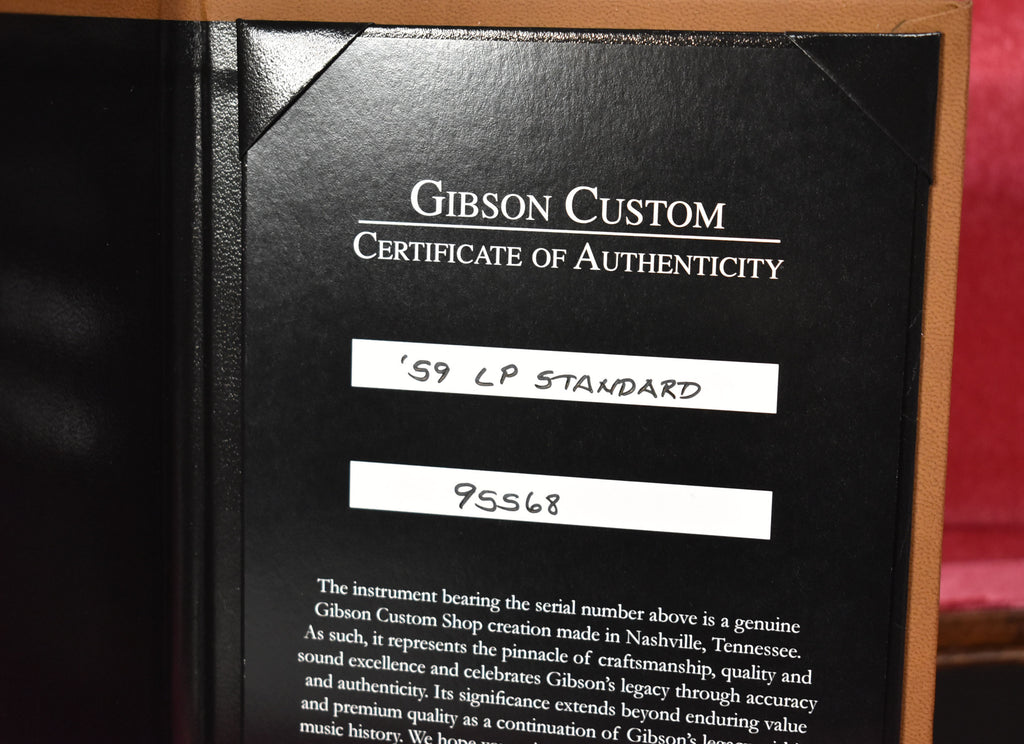 GIBSON CUSTOM
CERTIFICATE OF AUTHENTICITY
'59 LP STANDARD
95568
The instrument bearing the serial number above is a genuine
Gibson Custom Shop creation made in Nashville, Tennessee.
As such, it represents the pinnacle of craftsmanship, quality and
sound excellence and celebrates Gibson's legacy through accuracy
and authenticity. Its significance extends beyond enduring value
and premium quality as a continuation of Gibson's legacy
music history. We hope